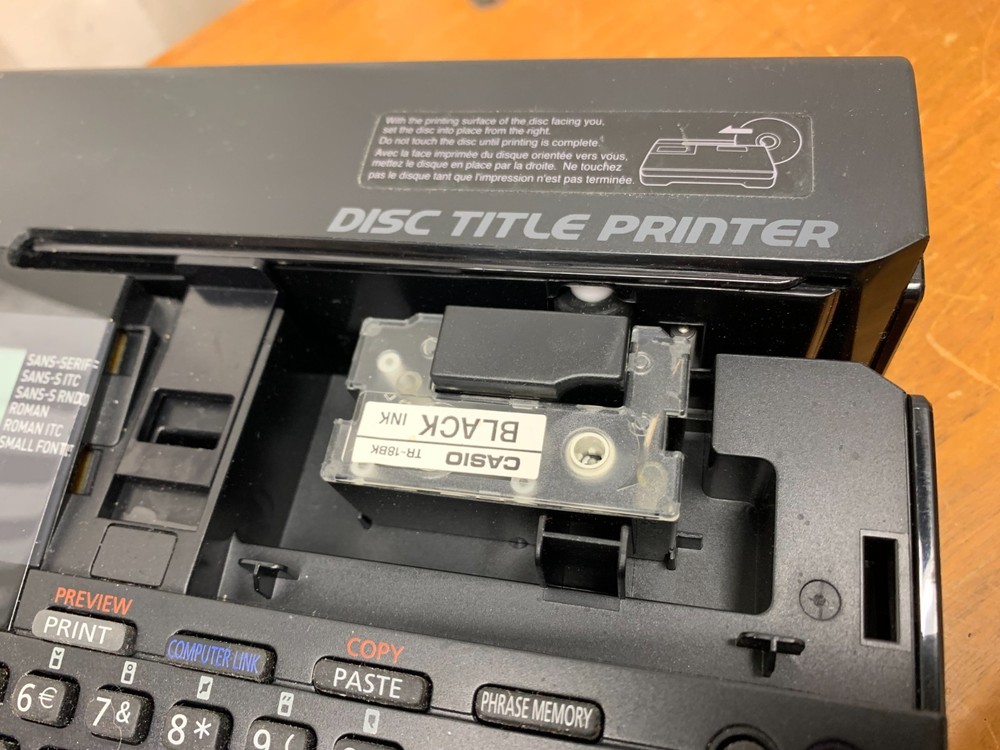 With the printing surface of the disc facing you,
set the disc into place from the right.
Do not touch the disc until printing is complete.
Avec la face imprimée du disque orientée vers vous,
mettez le disque en place par la droite. Ne touchez
pas le disque tant que l'impression n'est pas terminée.
DISC TITLE PRINTER
SANS-SERIF
SANS-S ITC
SANS-S RND
ROMAN
ROMAN ITC
SMALL FONT
CASIO
TR-18BK
BLACK INK
PREVIEW
PRINT
COMPUTER LINK
COPY
PASTE
PHRASE MEMORY
6€
7&
8*
9(